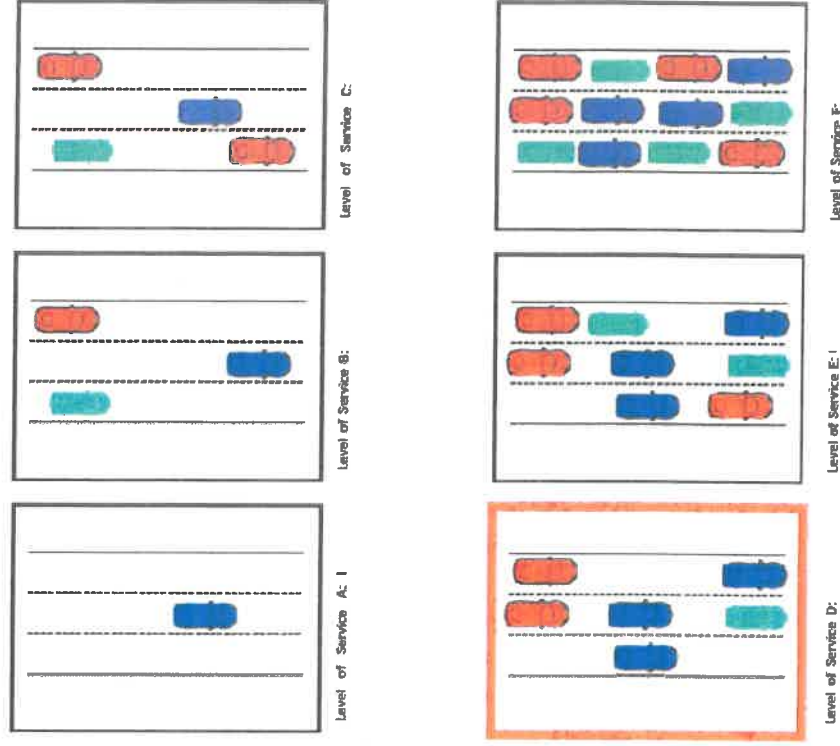 Level of Service A:
Level of Service B:
Level of Service C:
Level of Service D:
Level of Service E:
Level of Service F: